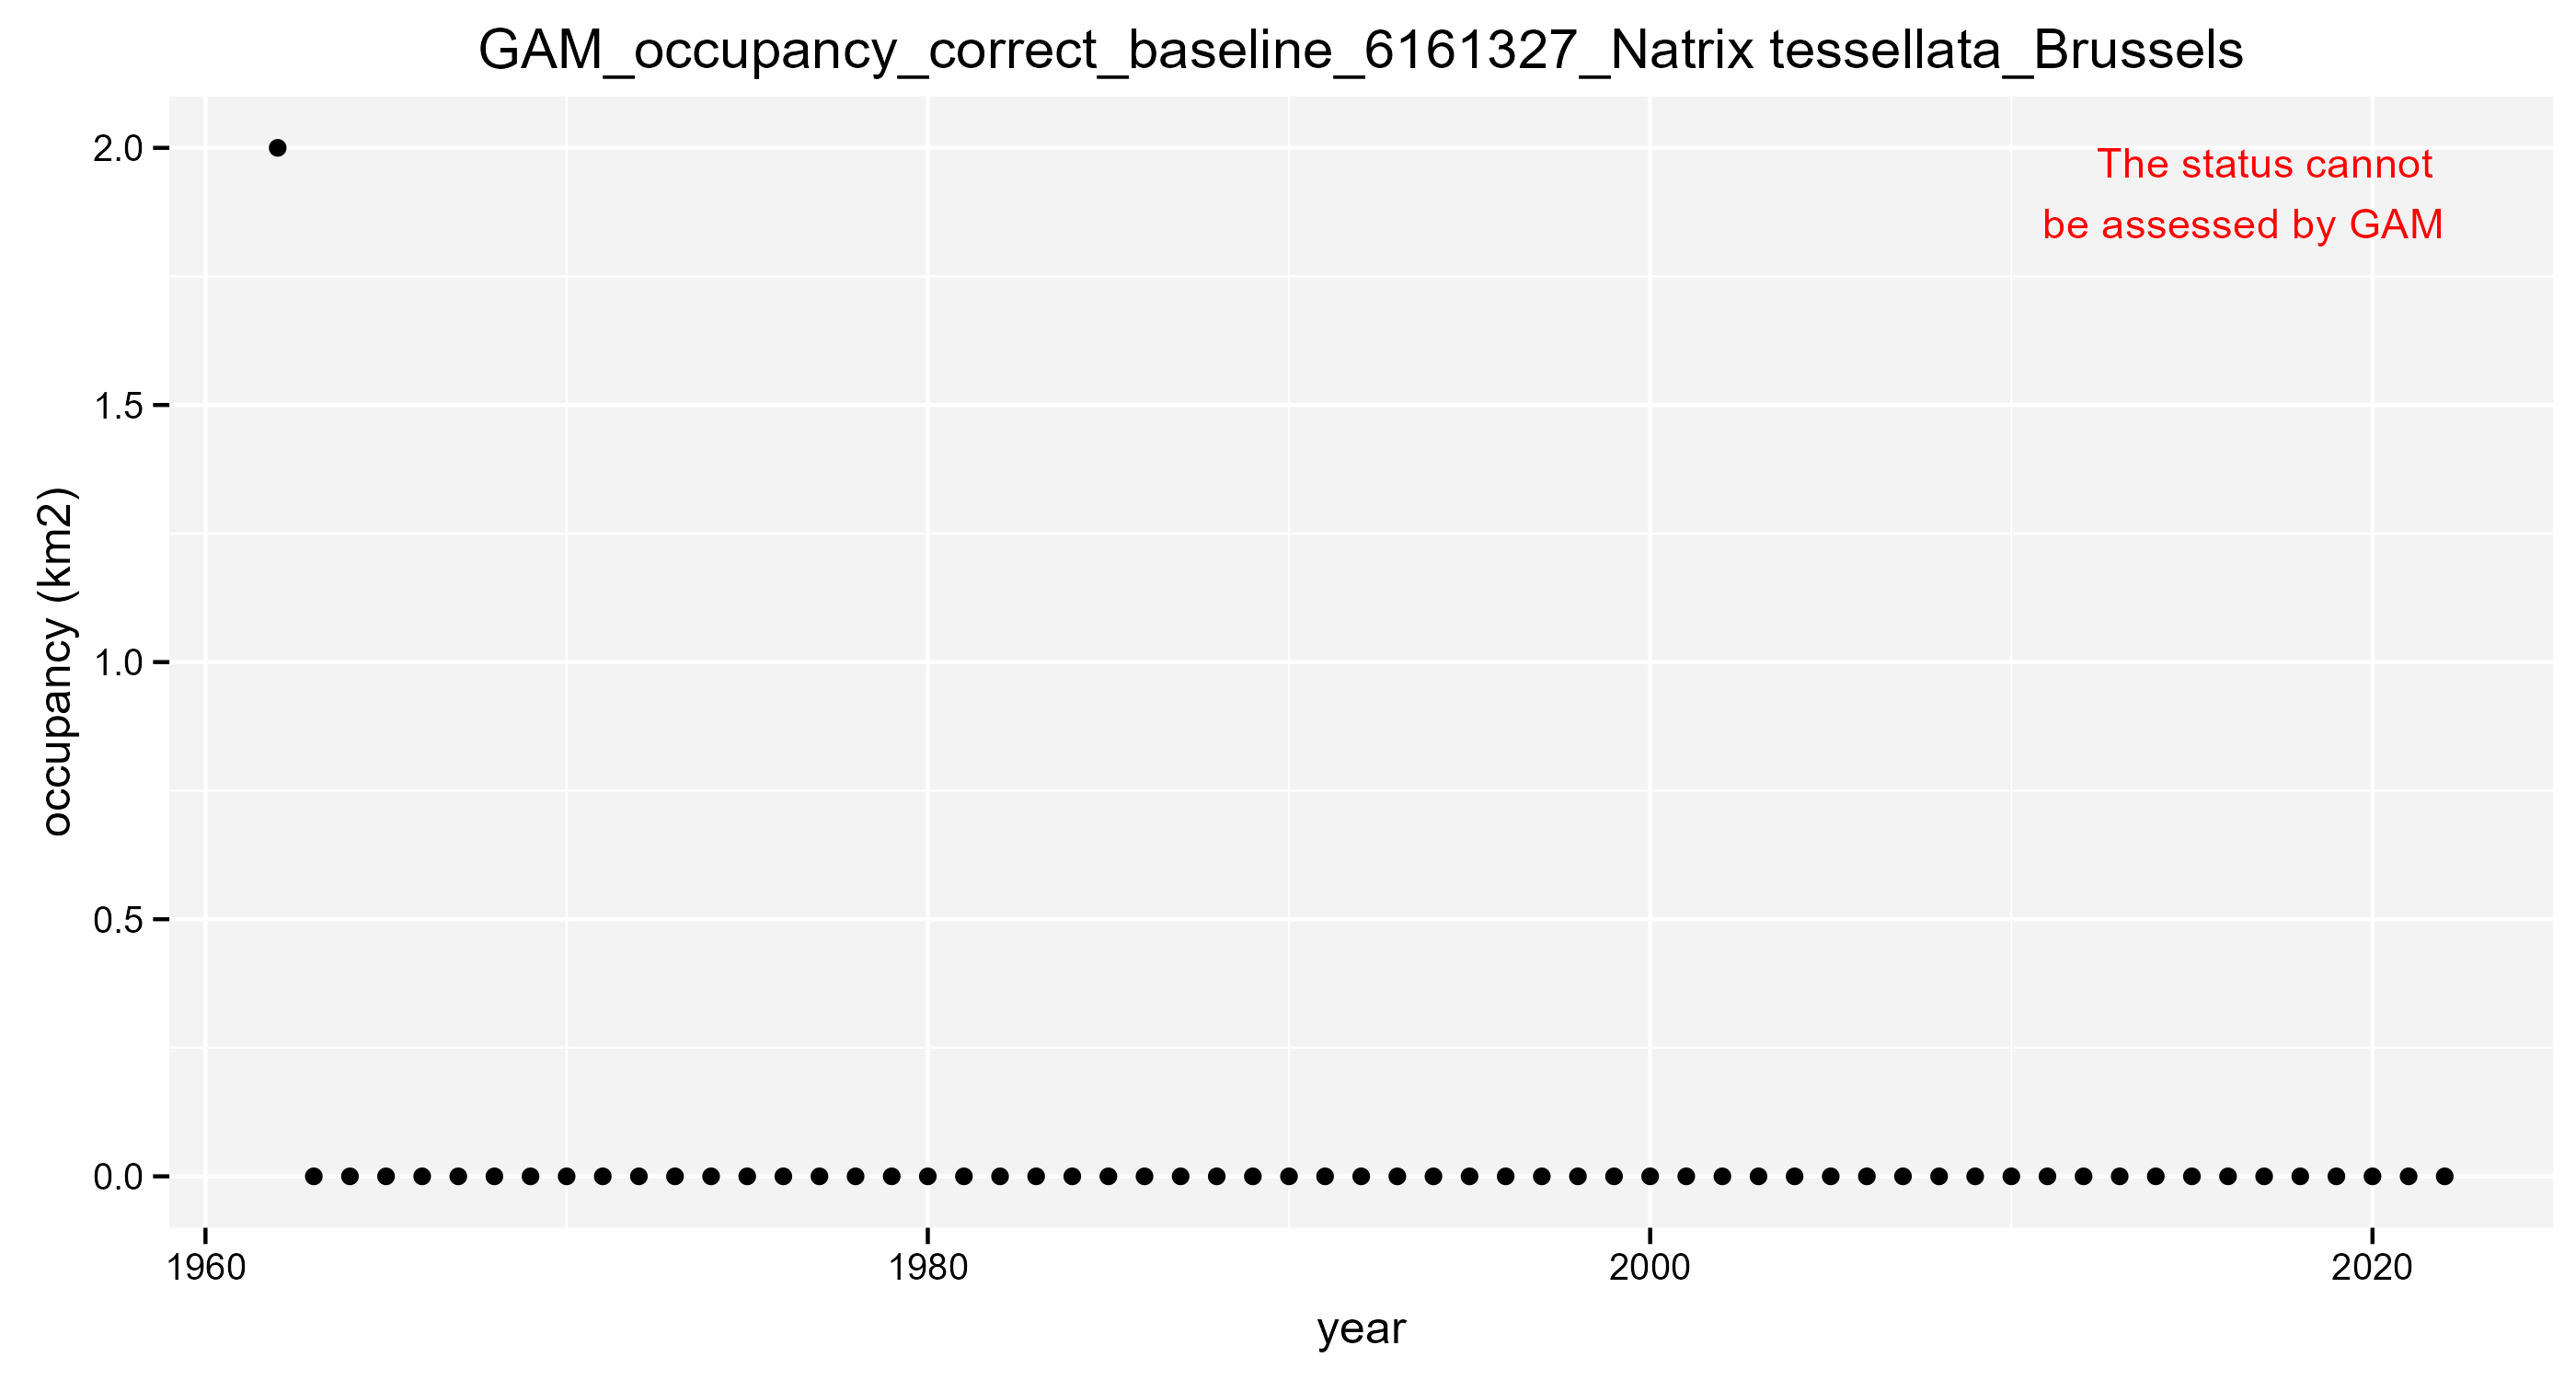 GAM_occupancy_correct_baseline_6161327_Natrix tessellata_Brussels
The status cannot
be assessed by GAM
2.0
1.5
1.0
0.5
0.0
occupancy (km2)
1960 1980 2000 2020
year